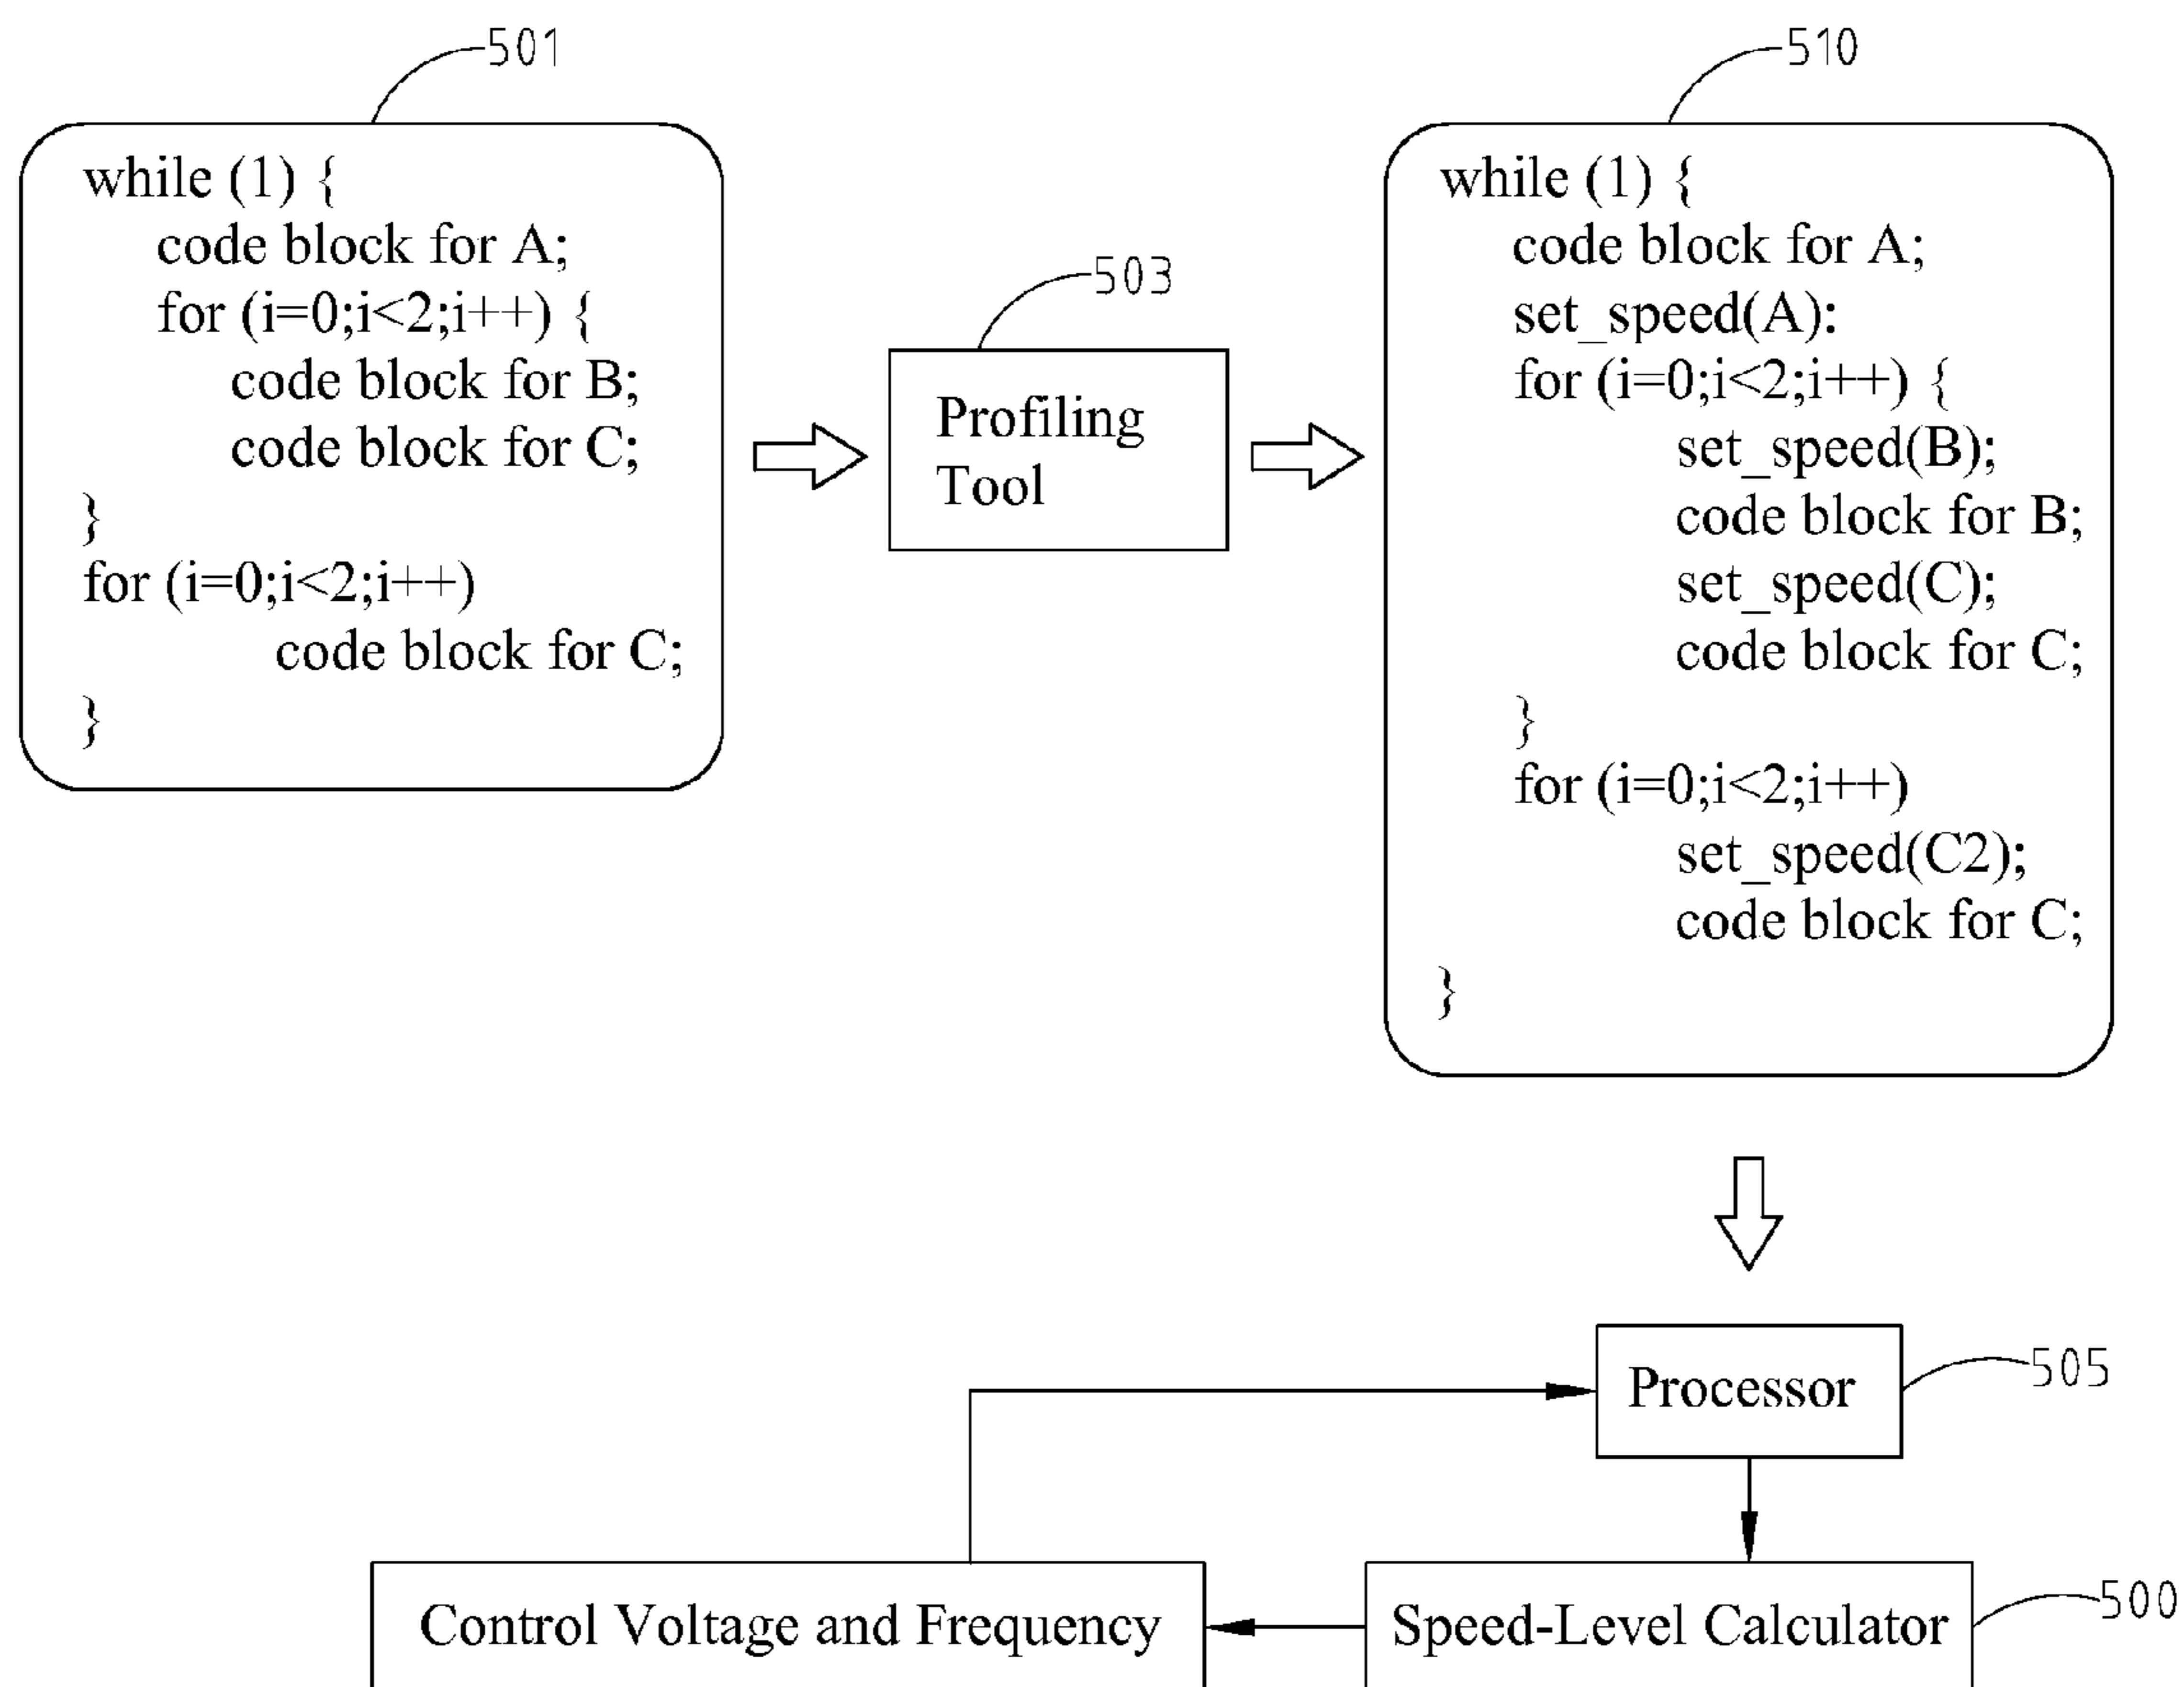 501
while (1) {
code block for A;
for (i=0;i<2;i++) {
code block for B;
code block for C;
}
for (i=0;i<2;i++)
code block for C;
}
503
Profiling
Tool
510
while (1) {
code block for A;
set_speed(A):
for (i=0;i<2;i++) {
set_speed(B);
code block for B;
set_speed(C);
code block for C;
}
for (i=0;i<2;i++)
set_speed(C2);
code block for C;
}
Processor
505
Control Voltage and Frequency
Speed-Level Calculator
500